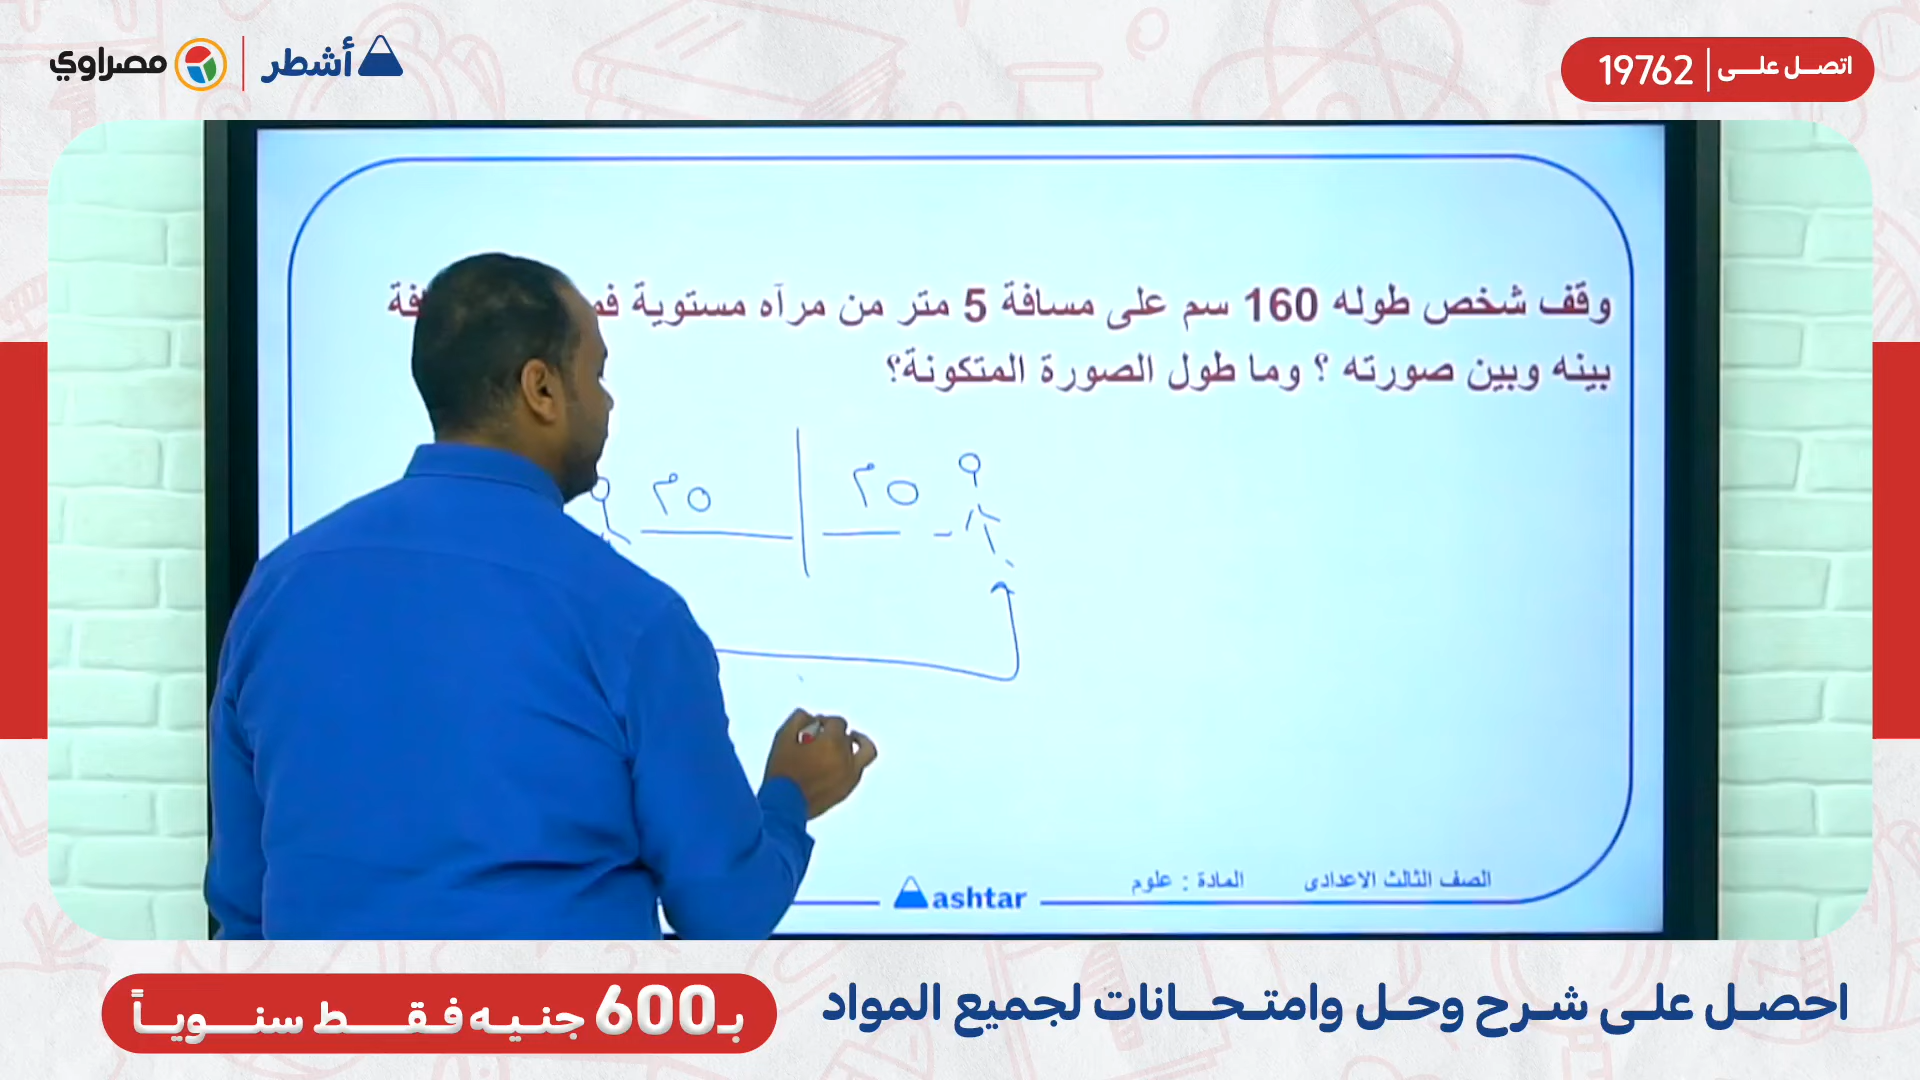 مصراوي
أشطر
اتصل على 19762
وقف شخص طوله 160 سم على مسافة 5 متر من مرآه مستوية
بينه وبين صورته ؟ وما طول الصورة المتكونة؟
٥م ٥م
الصف الثالث الاعدادى المادة : علوم
ashtar
احصل على شرح وحل وامتحانات لجميع المواد
بـ600 جنيه فقط سنوياً